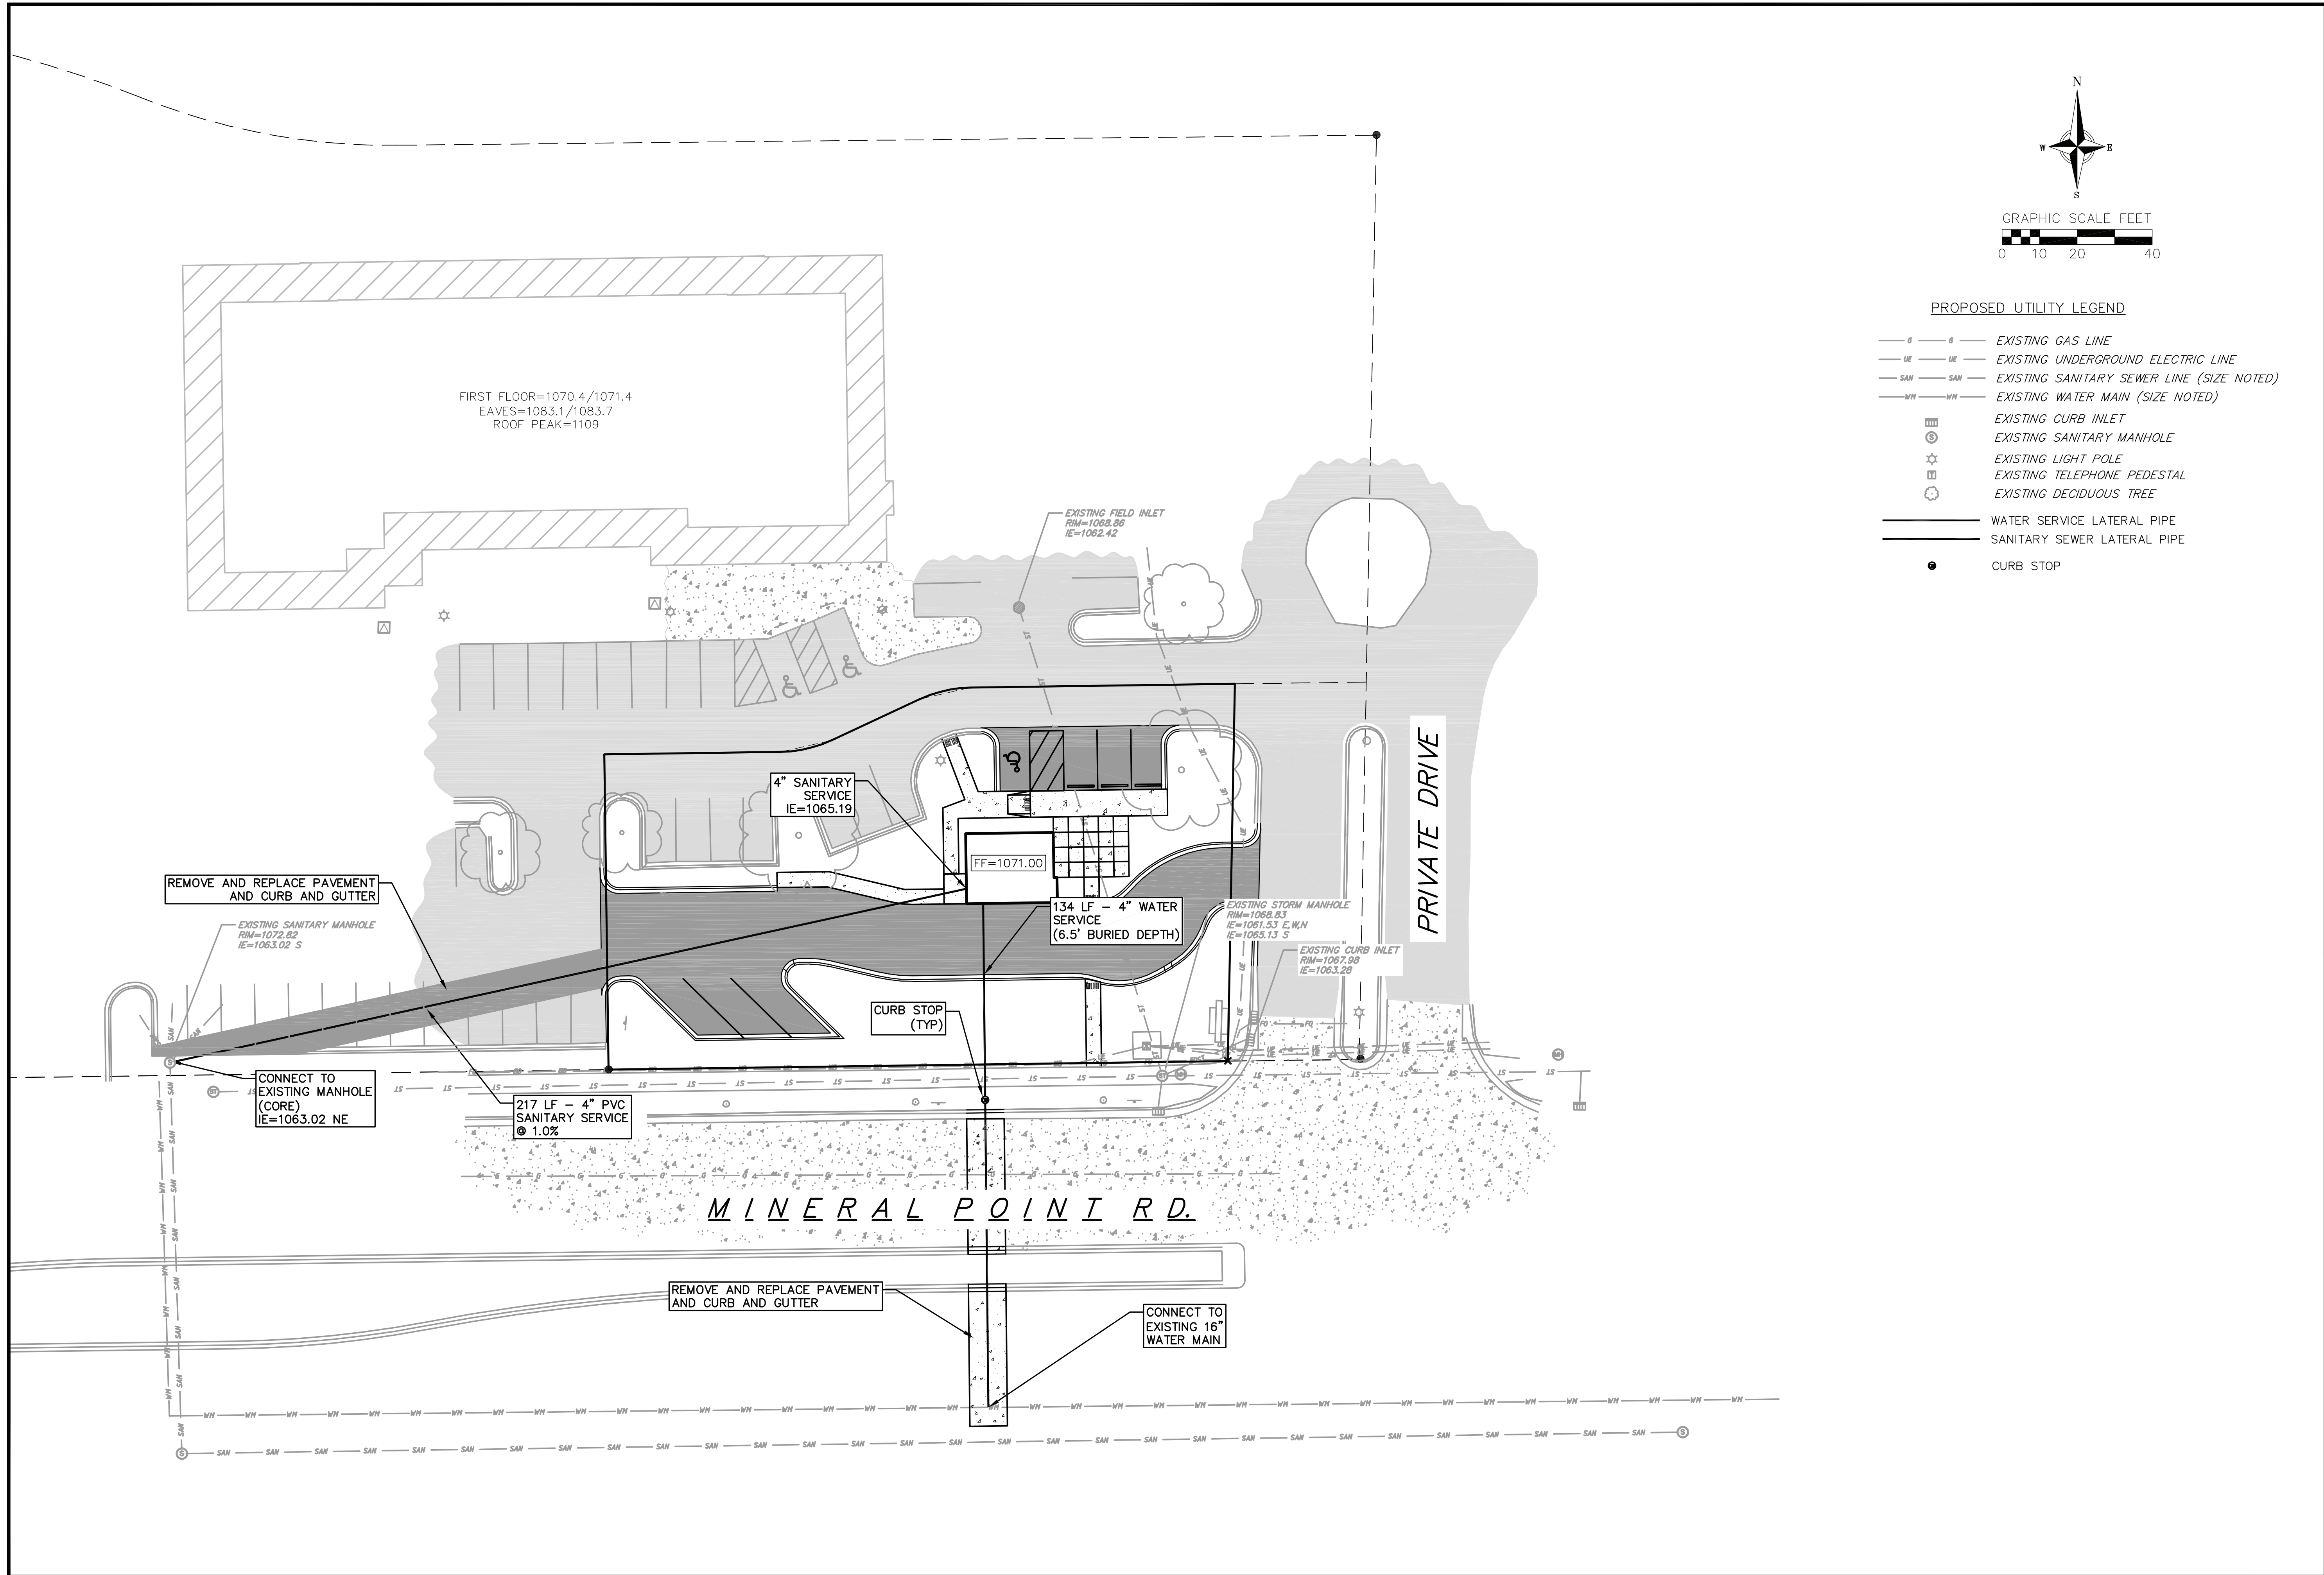 N
W E
S
GRAPHIC SCALE FEET
0 10 20 40
PROPOSED UTILITY LEGEND
G G EXISTING GAS LINE
UE UE EXISTING UNDERGROUND ELECTRIC LINE
SAN SAN EXISTING SANITARY SEWER LINE (SIZE NOTED)
WM WM EXISTING WATER MAIN (SIZE NOTED)
EXISTING CURB INLET
S EXISTING SANITARY MANHOLE
EXISTING LIGHT POLE
T EXISTING TELEPHONE PEDESTAL
EXISTING DECIDUOUS TREE
WATER SERVICE LATERAL PIPE
SANITARY SEWER LATERAL PIPE
CURB STOP
FIRST FLOOR=1070.4/1071.4
EAVES=1083.1/1083.7
ROOF PEAK=1109
EXISTING FIELD INLET
RIM=1068.86
IE=1062.42
4" SANITARY
SERVICE
IE=1065.19
FF=1071.00
PRIVATE DRIVE
REMOVE AND REPLACE PAVEMENT
AND CURB AND GUTTER
EXISTING SANITARY MANHOLE
RIM=1072.82
IE=1063.02 S
134 LF - 4" WATER
SERVICE
(6.5' BURIED DEPTH)
EXISTING STORM MANHOLE
RIM=1068.83
IE=1061.53 E,W,N
IE=1065.13 S
EXISTING CURB INLET
RIM=1067.98
IE=1063.28
CURB STOP
(TYP)
CONNECT TO
EXISTING MANHOLE
(CORE)
IE=1063.02 NE
217 LF - 4" PVC
SANITARY SERVICE
@ 1.0%
MINERAL POINT RD.
REMOVE AND REPLACE PAVEMENT
AND CURB AND GUTTER
CONNECT TO
EXISTING 16"
WATER MAIN